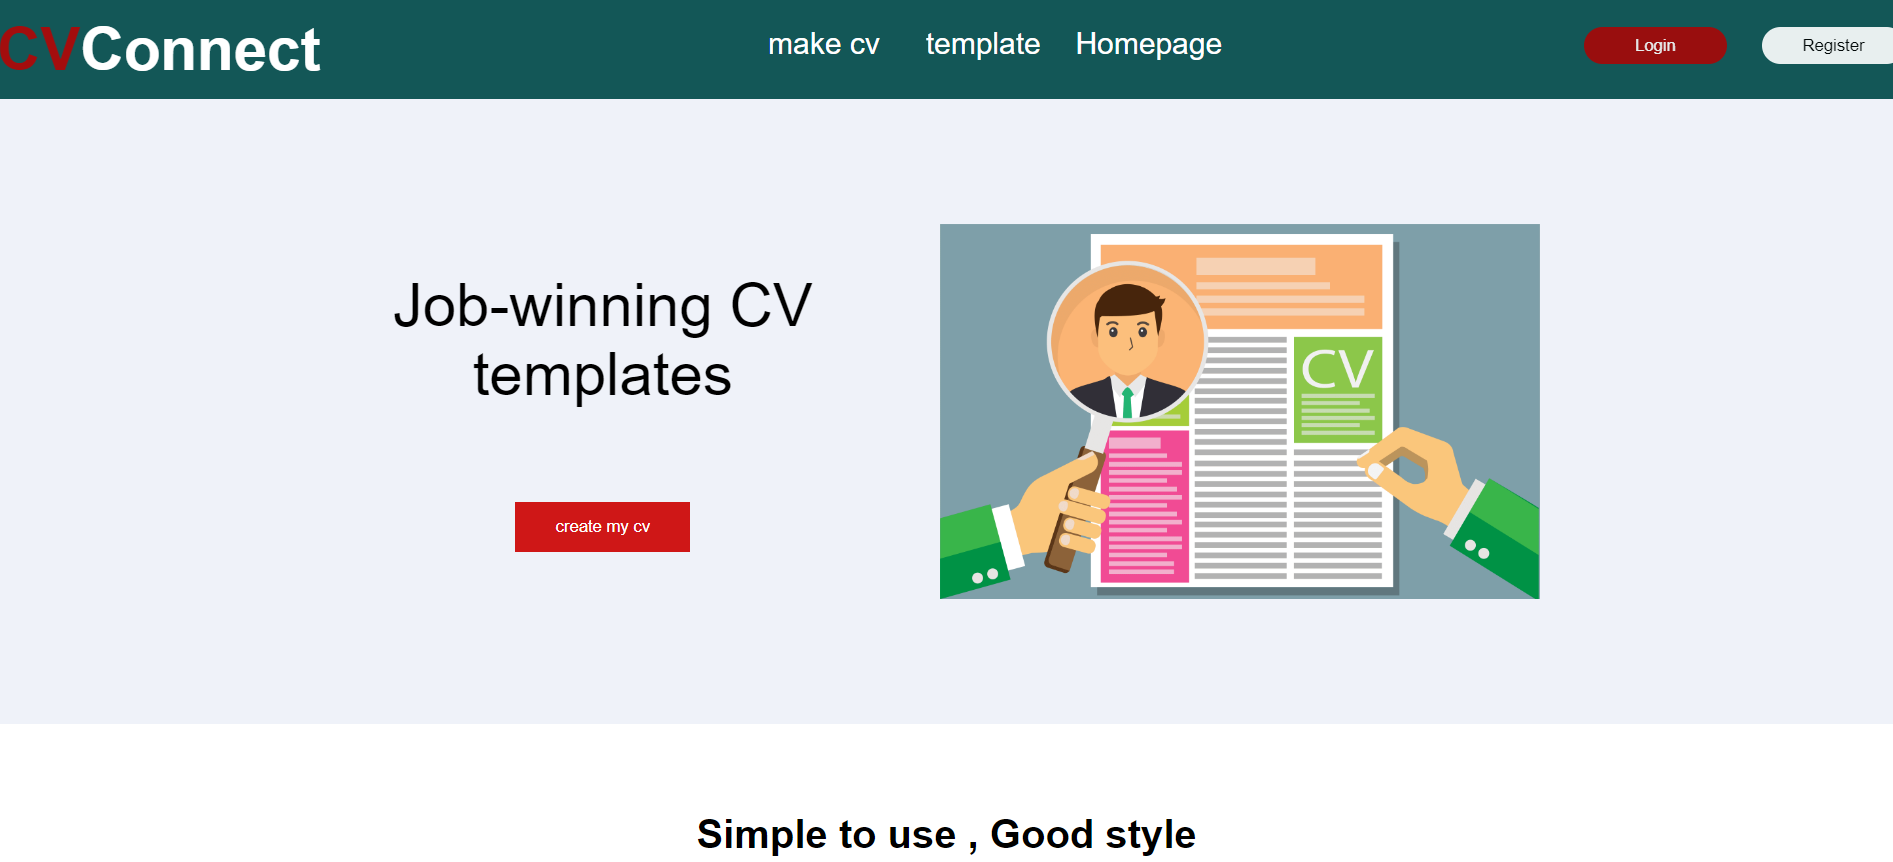 CVConnect
make cv template Homepage
Login Register
Job-winning CV
templates
CV
create my cv
Simple to use , Good style